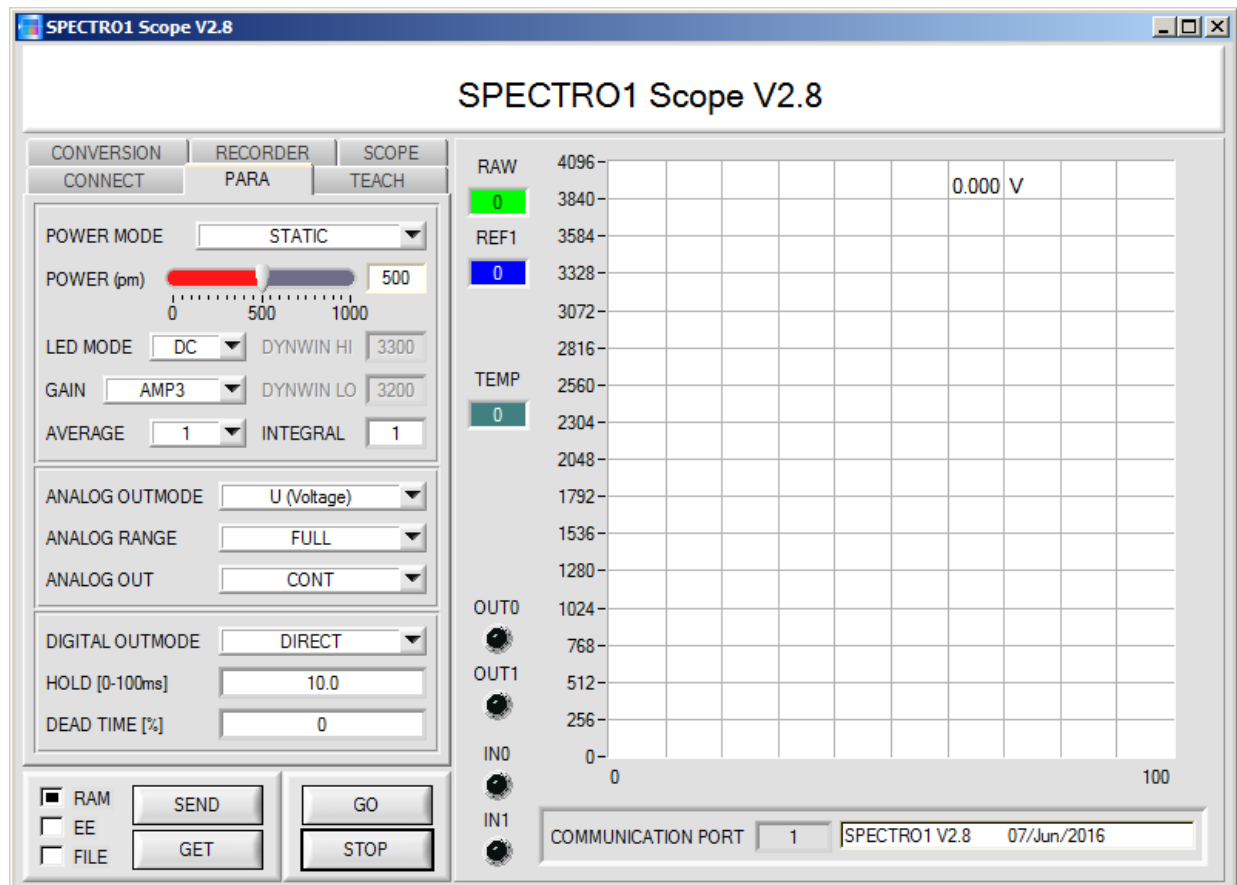 SPECTRO1 Scope V2.8
SPECTRO1 Scope V2.8
CONVERSION RECORDER SCOPE
CONNECT PARA TEACH
POWER MODE STATIC
POWER (pm) 500
0 500 1000
LED MODE DC DYNWIN HI 3300
GAIN AMP3 DYNWIN LO 3200
AVERAGE 1 INTEGRAL 1
ANALOG OUTMODE U (Voltage)
ANALOG RANGE FULL
ANALOG OUT CONT
DIGITAL OUTMODE DIRECT
HOLD [0-100ms] 10.0
DEAD TIME [%] 0
RAM
EE
FILE
SEND
GET
GO
STOP
RAW
0
REF1
0
TEMP
0
OUT0
OUT1
IN0
IN1
4096
3840
3584
3328
3072
2816
2560
2304
2048
1792
1536
1280
1024
768
512
256
0
0.000 V
0 100
COMMUNICATION PORT 1 SPECTRO1 V2.8 07/Jun/2016